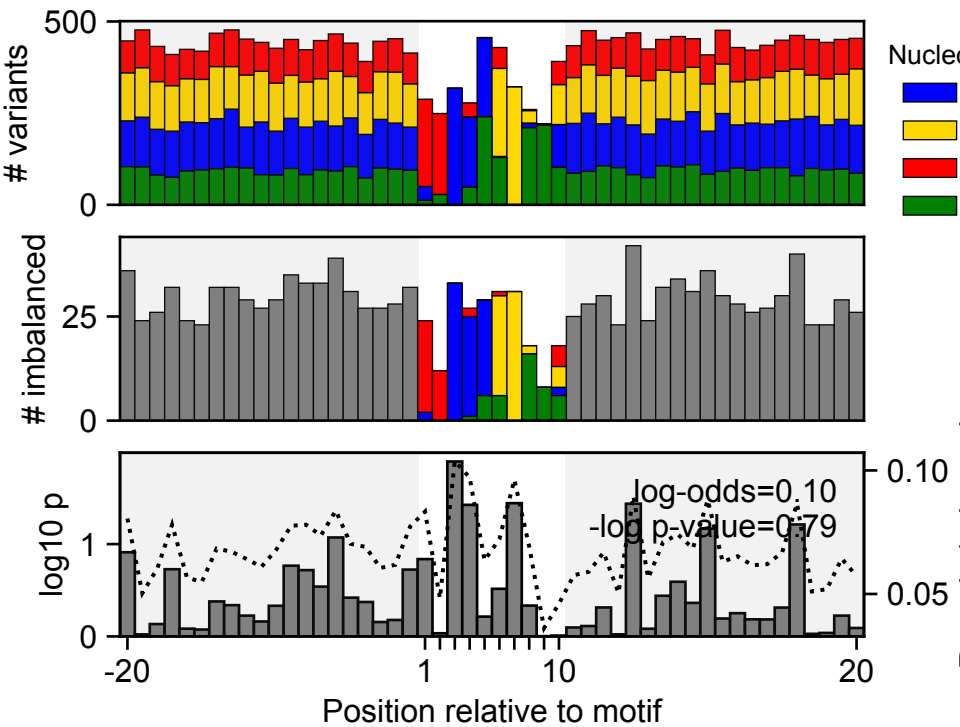 500
0
# variants
Nucleo
25
0
# imbalanced
log-odds=0.10
-log p-value=0.79
1
0
log10 p
0.10
0.05
-20
1
10
20
Position relative to motif